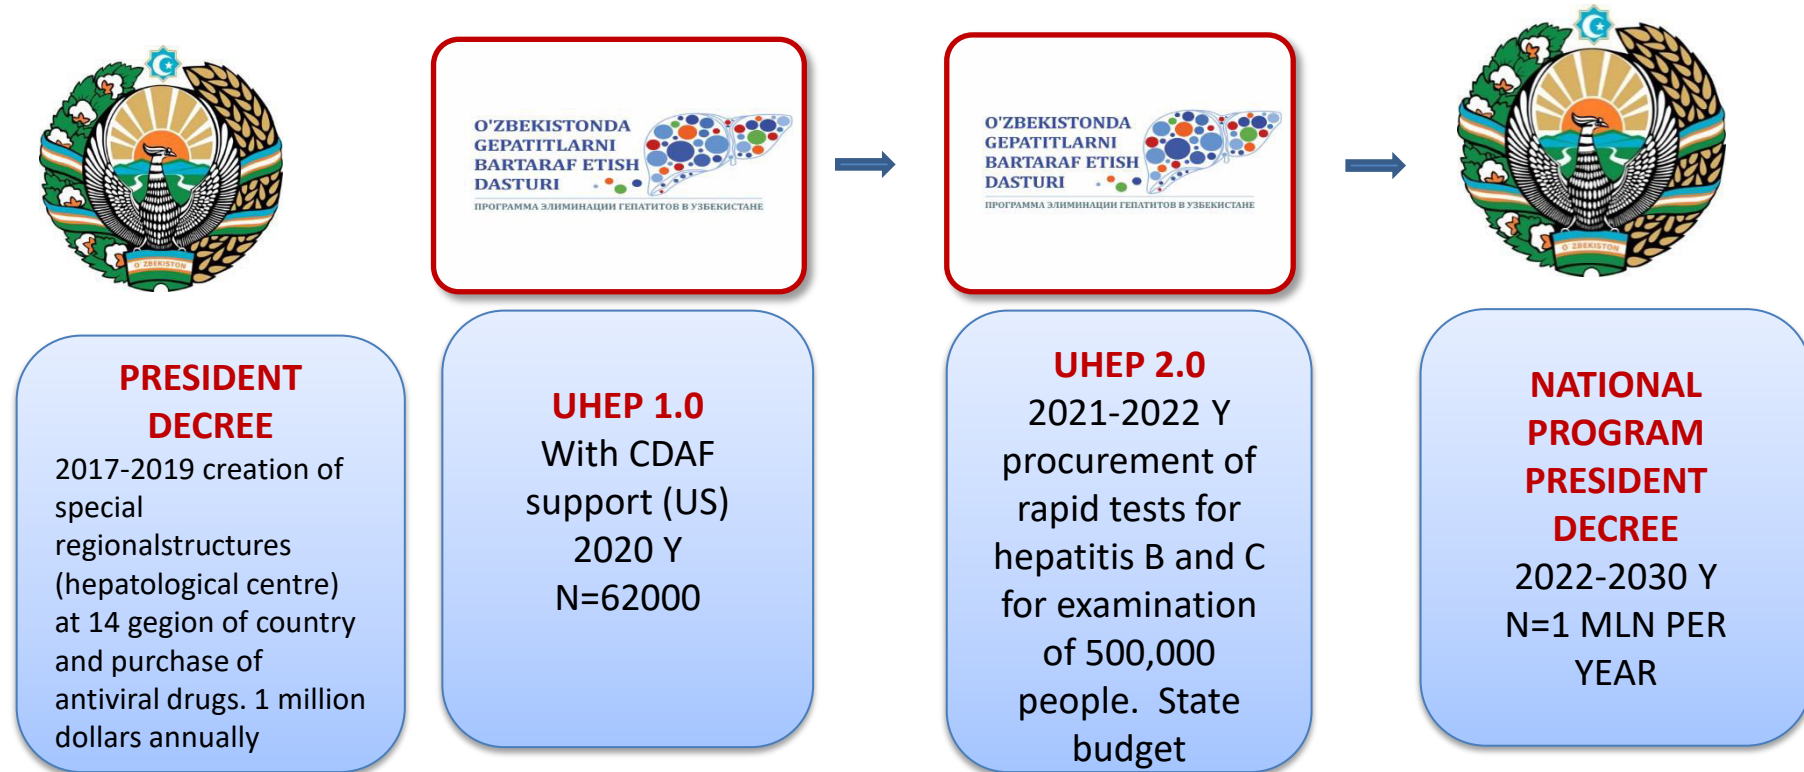 O'ZBEKISTON
PRESIDENT
DECREE
2017-2019 creation of
special
regionalstructures
(hepatological centre)
at 14 gegion of country
and purchase of
antiviral drugs. 1 million
dollars annually
O'ZBEKISTONDA
GEPATITLARNI
BARTARAF ETISH
DASTURI
ПРОГРАММА ЭЛИМИНАЦИИ ГЕПАТИТОВ В УЗБЕКИСТАНЕ
UHEP 1.0
With CDAF
support (US)
2020 Y
N=62000
O'ZBEKISTONDA
GEPATITLARNI
BARTARAF ETISH
DASTURI
ПРОГРАММА ЭЛИМИНАЦИИ ГЕПАТИТОВ В УЗБЕКИСТАНЕ
UHEP 2.0
2021-2022 Y
procurement of
rapid tests for
hepatitis B and C
for examination
of 500,000
people. State
budget
O'ZBEKISTON
NATIONAL
PROGRAM
PRESIDENT
DECREE
2022-2030 Y
N=1 MLN PER
YEAR